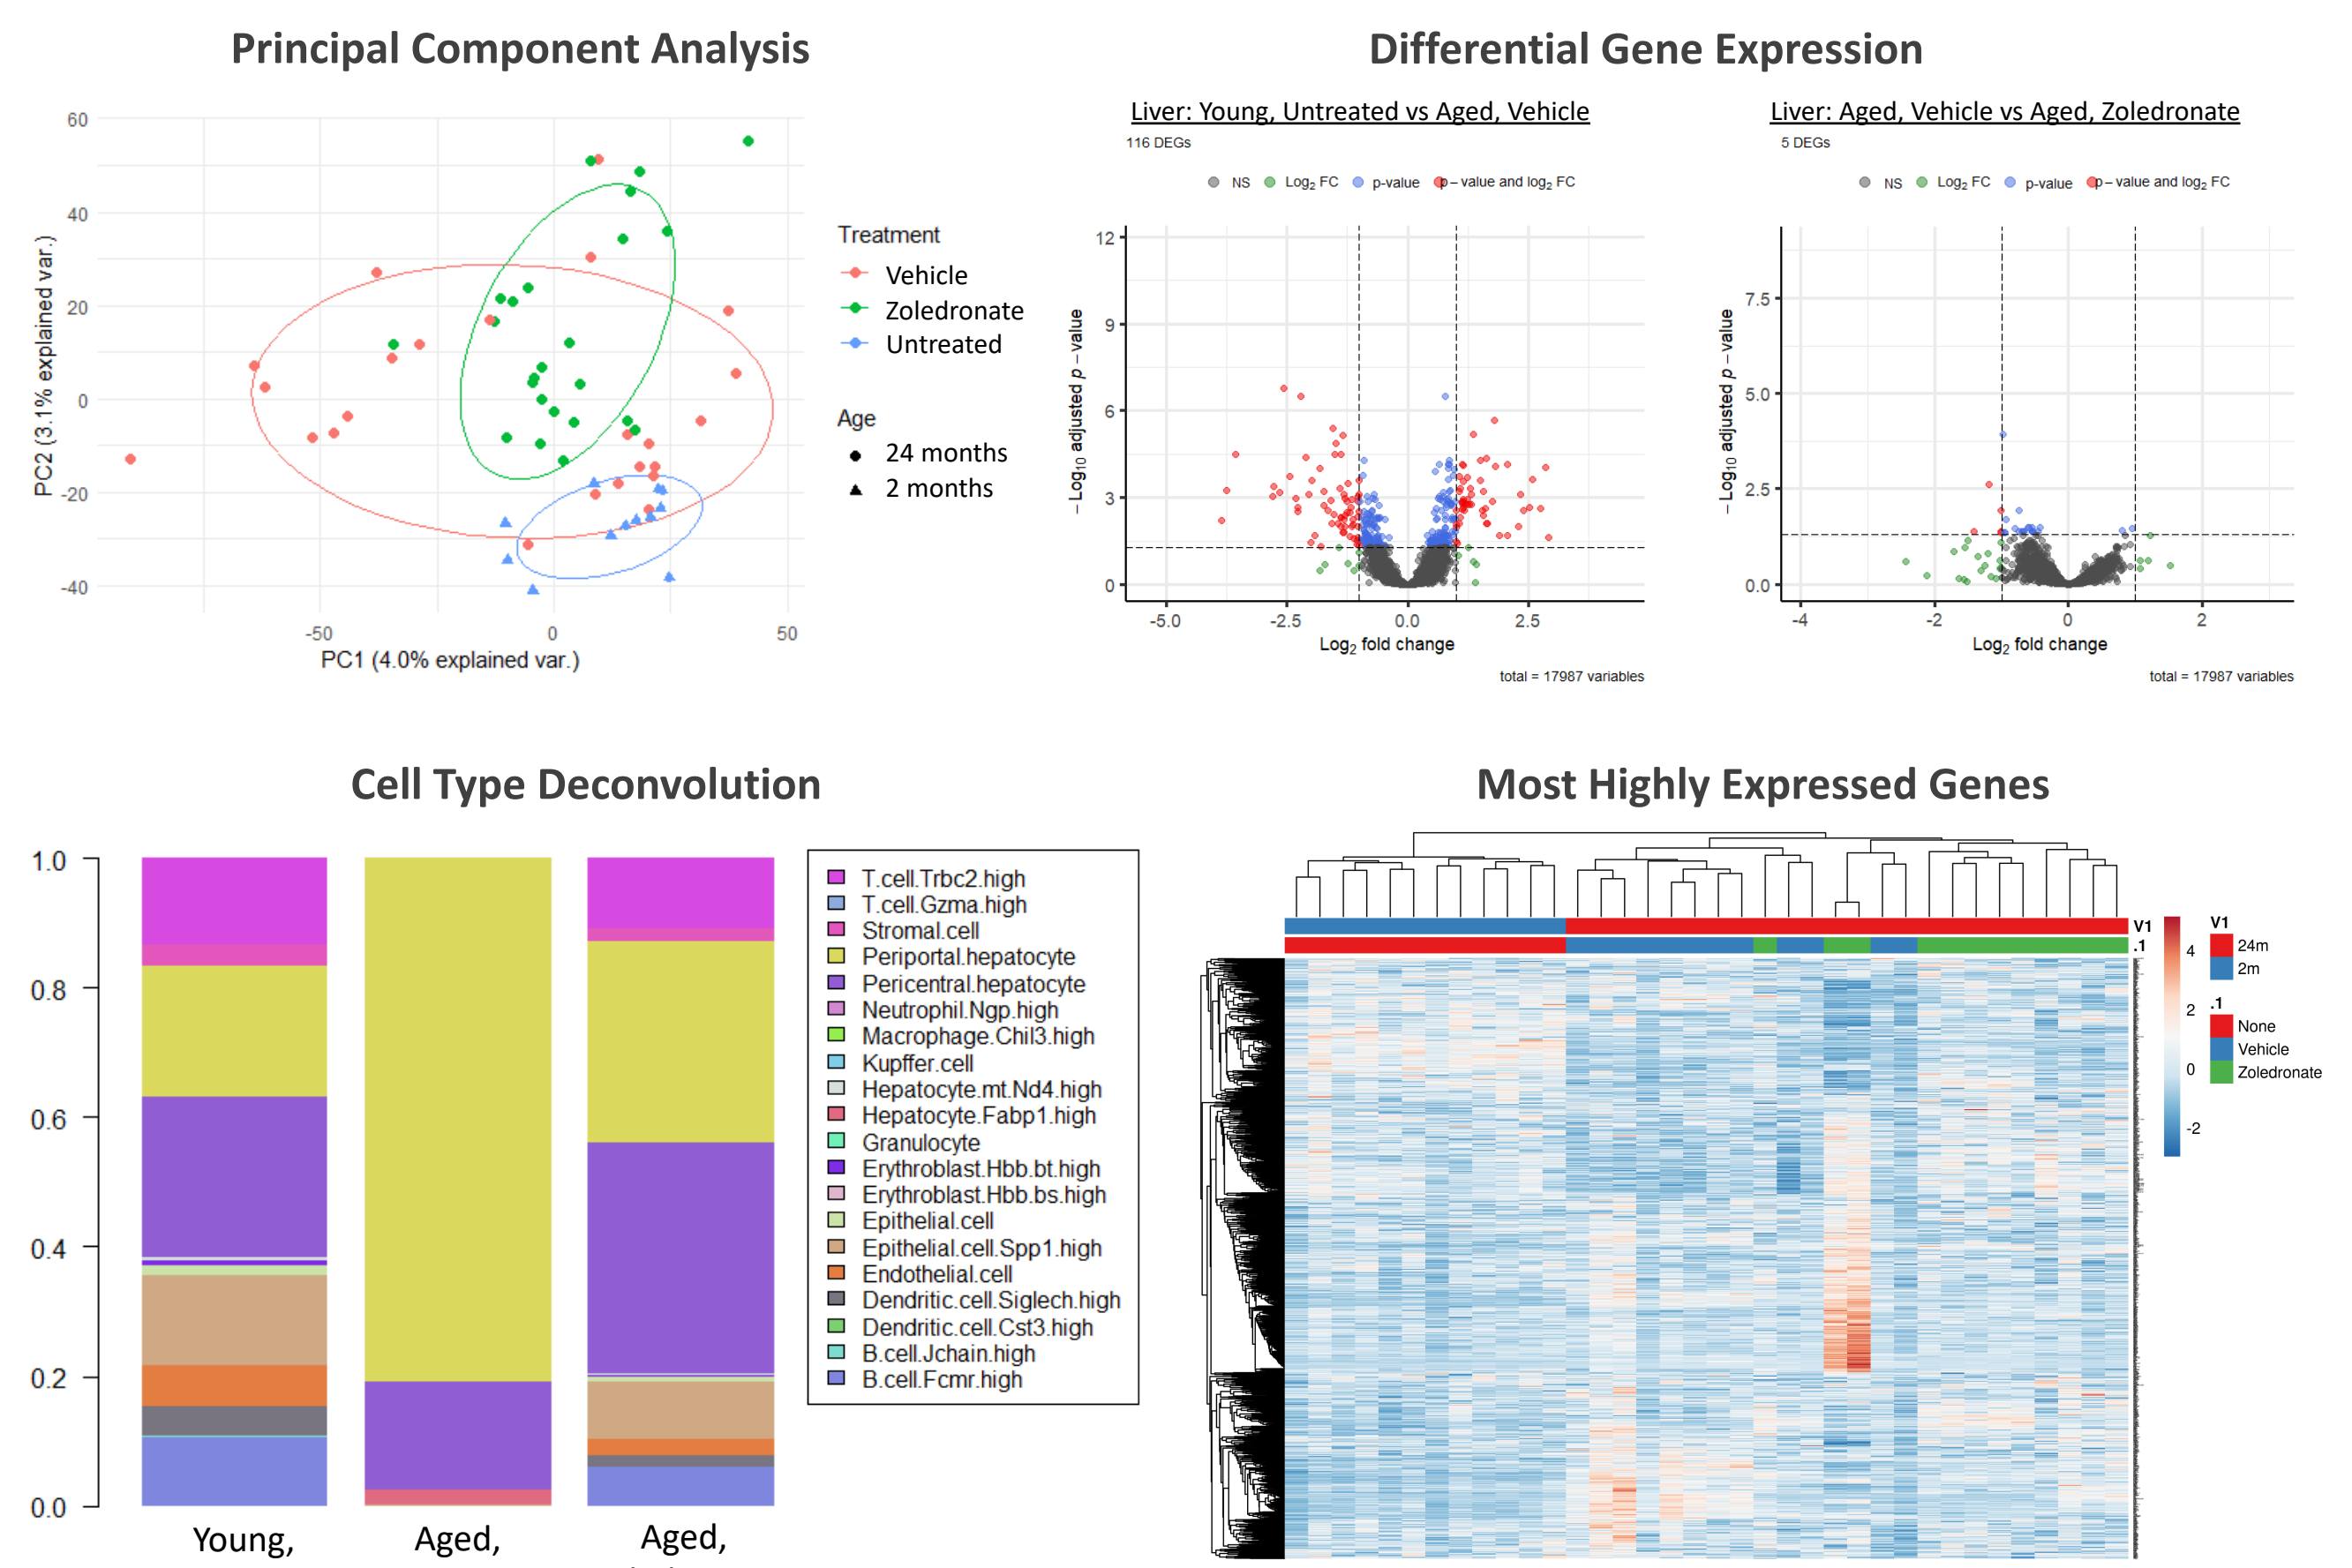 Principal Component Analysis
60
40
20
0
-20
-40
-50
0
50
PC2 (3.1% explained var.)
PC1 (4.0% explained var.)
Treatment
Vehicle
Zoledronate
Untreated
Age
24 months
2 months
Differential Gene Expression
Liver: Young, Untreated vs Aged, Vehicle
116 DEGs
NS
Log2 FC
p-value
p – value and log2 FC
12
9
6
3
0
-5.0
-2.5
0.0
2.5
– Log10 adjusted p – value
Log2 fold change
total = 17987 variables
Liver: Aged, Vehicle vs Aged, Zoledronate
5 DEGs
NS
Log2 FC
p-value
p – value and log2 FC
7.5
5.0
2.5
0.0
-4
-2
0
2
– Log10 adjusted p – value
Log2 fold change
total = 17987 variables
Cell Type Deconvolution
1.0
0.8
0.6
0.4
0.2
0.0
Young,
Aged,
Aged,
T.cell.Trbc2.high
T.cell.Gzma.high
Stromal.cell
Periportal.hepatocyte
Pericentral.hepatocyte
Neutrophil.Ngp.high
Macrophage.Chil3.high
Kupffer.cell
Hepatocyte.mt.Nd4.high
Hepatocyte.Fabp1.high
Granulocyte
Erythroblast.Hbb.bt.high
Erythroblast.Hbb.bs.high
Epithelial.cell
Epithelial.cell.Spp1.high
Endothelial.cell
Dendritic.cell.Siglech.high
Dendritic.cell.Cst3.high
B.cell.Jchain.high
B.cell.Fcmr.high
Most Highly Expressed Genes
V1
.1
4
2
0
-2
V1
24m
2m
.1
None
Vehicle
Zoledronate